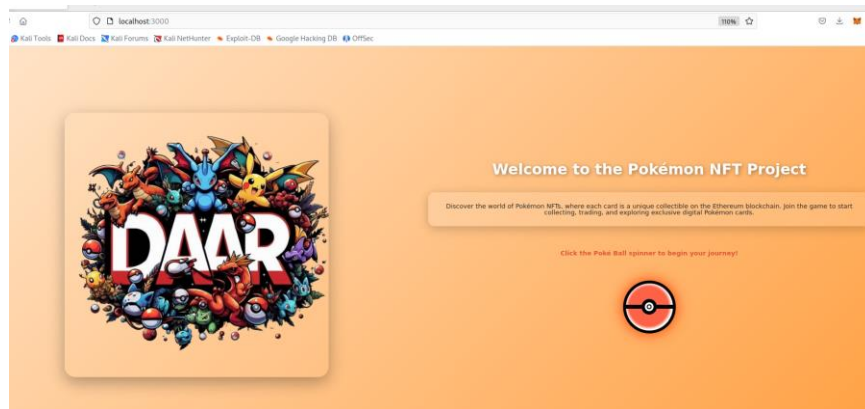 localhost:3000
110%
Kali Tools Kali Docs Kali Forums Kali NetHunter Exploit-DB Google Hacking DB OffSec
DAAR
Welcome to the Pokémon NFT Project
Discover the world of Pokémon NFTs, where each card is a unique collectible on the Ethereum blockchain. Join the game to start
collecting, trading, and exploring exclusive digital Pokémon cards.
Click the Poke Ball spinner to begin your journey!